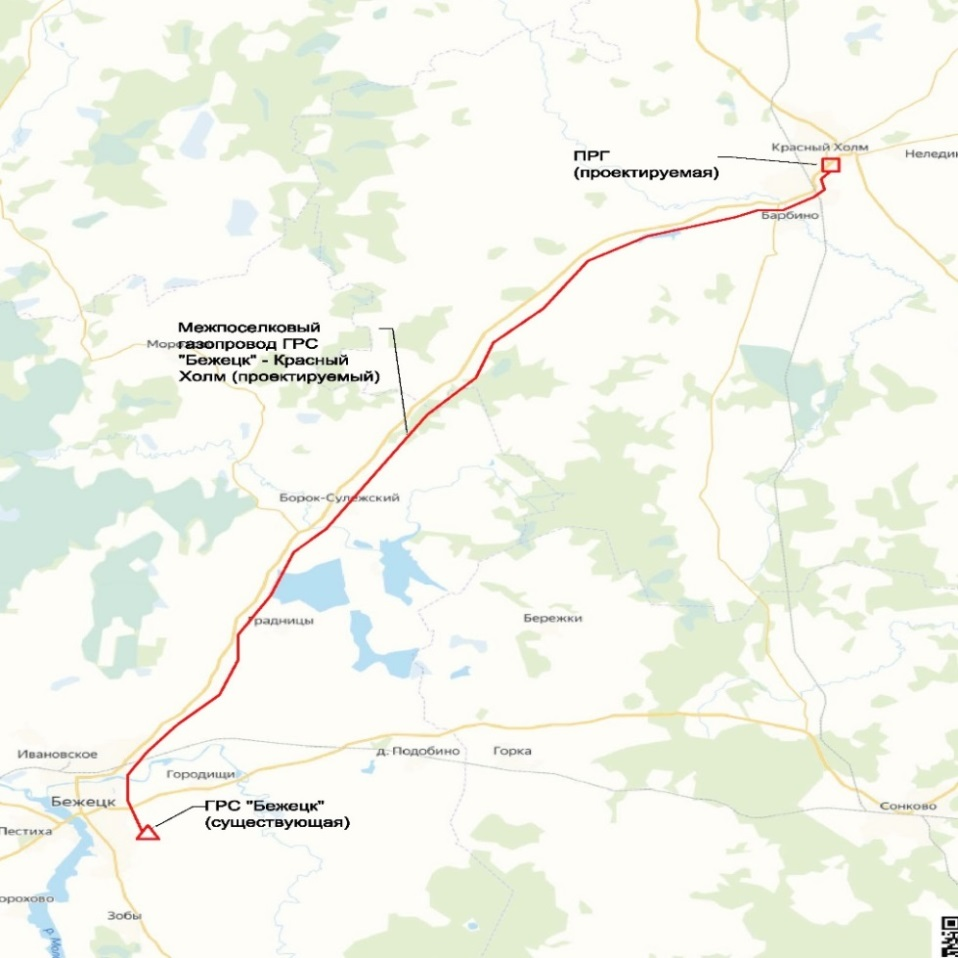 Красный Холм
Неледин
ПРГ
(проектируемая)
Барбино
Межпоселковый
газопровод ГРС
"Бежецк" - Красный
Холм (проектируемый)
Борок-Сулежский
Градницы
Бережки
Ивановское
д. Подобино
Горка
Городищи
Бежецк
ГРС "Бежецк"
(существующая)
Сонково
Пестиха
орохово
Зобы
р. Мол